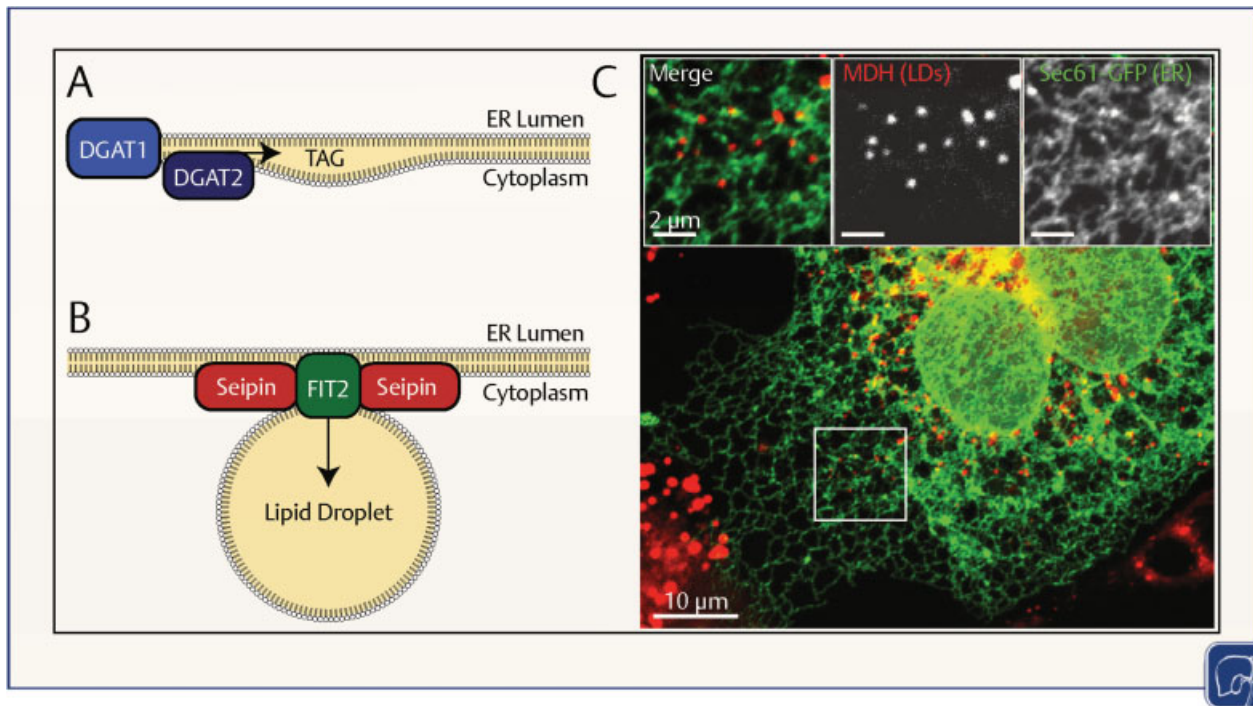 A
DGAT1
DGAT2
TAG
ER Lumen
Cytoplasm
B
ER Lumen
Cytoplasm
Seipin
FIT2
Seipin
Lipid Droplet
C
Merge
MDH (LDs)
Sec61-GFP (ER)
2 μm
10 μm